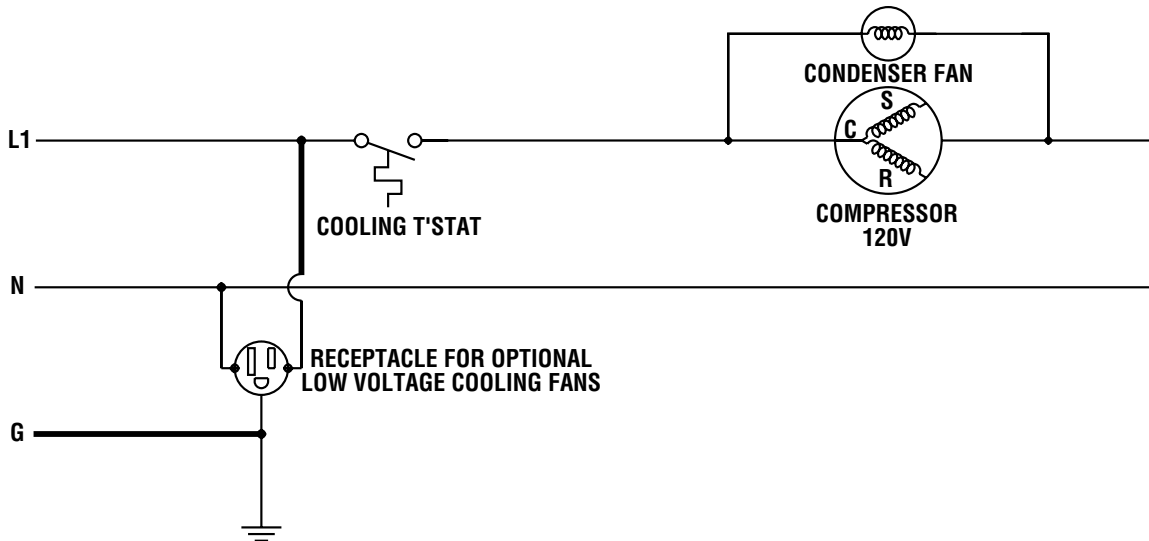 CONDENSER FAN
S
L1
C
R
COOLING T'STAT
COMPRESSOR
120V
N
RECEPTACLE FOR OPTIONAL
LOW VOLTAGE COOLING FANS
G